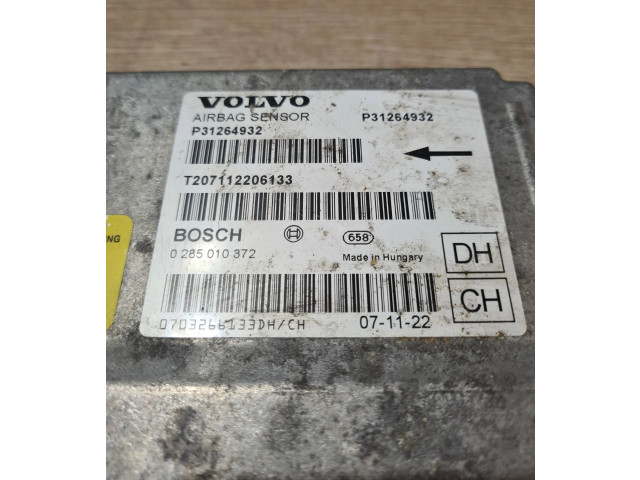 VOLVO
AIRBAG SENSOR P31264932
P31264932
T207112206133
BOSCH 658
0 285 010 372 Made in Hungary DH
CH
0703266133DH/CH 07-11-22
NG